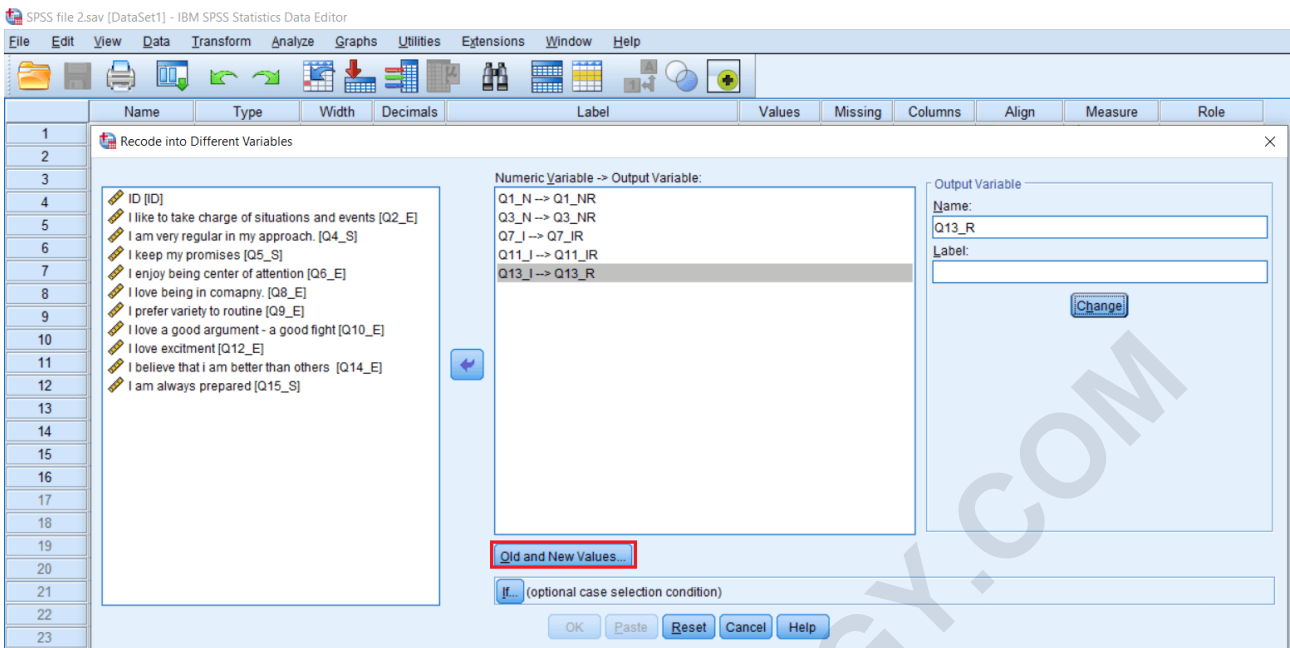 SPSS file 2.sav [DataSet1] - IBM SPSS Statistics Data Editor
File Edit View Data Transform Analyze Graphs Utilities Extensions Window Help
Name Type Width Decimals Label Values Missing Columns Align Measure Role
1
2
3
4
5
6
7
8
9
10
11
12
13
14
15
16
17
18
19
20
21
22
23
Recode into Different Variables
ID [ID]
I like to take charge of situations and events [Q2_E]
I am very regular in my approach. [Q4_S]
I keep my promises [Q5_S]
I enjoy being center of attention [Q6_E]
I love being in comapny. [Q8_E]
I prefer variety to routine [Q9_E]
I love a good argument - a good fight [Q10_E]
I love excitment [Q12_E]
I believe that i am better than others [Q14_E]
I am always prepared [Q15_S]
Numeric Variable -> Output Variable:
Q1_N --> Q1_NR
Q3_N --> Q3_NR
Q7_I --> Q7_IR
Q11_I --> Q11_IR
Q13_I --> Q13_R
Output Variable
Name:
Q13_R
Label:
Change
Old and New Values...
If... (optional case selection condition)
OK Paste Reset Cancel Help
GY.COM